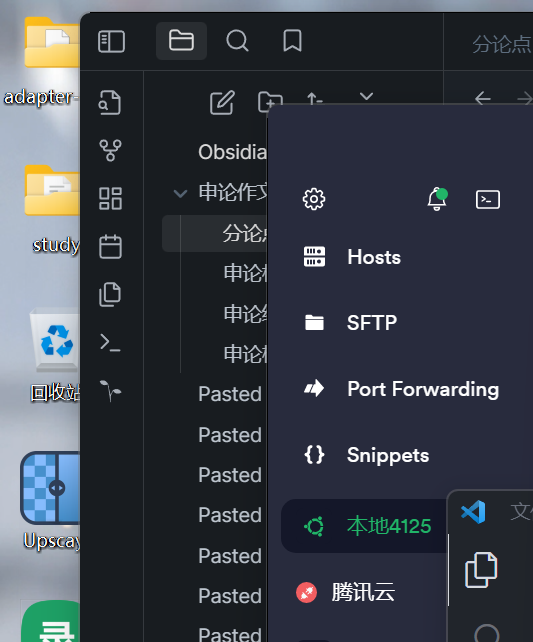 adapter-
study
回收站
Upscay
录
分论点
Obsidia
申论作文
分论点
申论
申论
申论
Pasted
Pasted
Pasted
Pasted
Pasted
Pasted
Pasted
Hosts
SFTP
Port Forwarding
Snippets
本地4125
腾讯云
文件